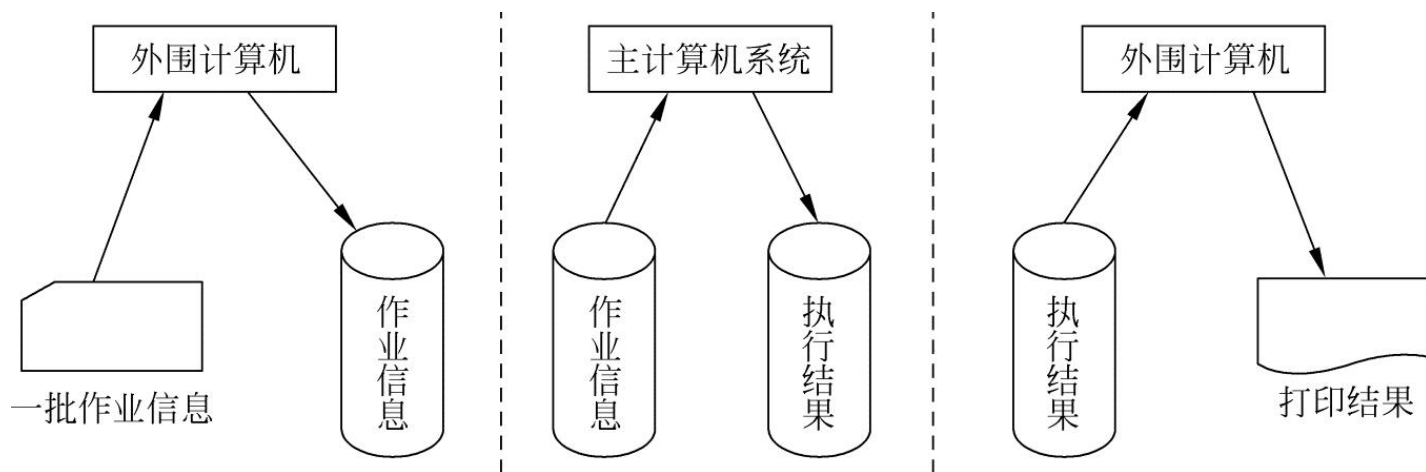 外围计算机
主计算机系统
外围计算机
作业信息
作业信息
执行结果
执行结果
一批作业信息
打印结果